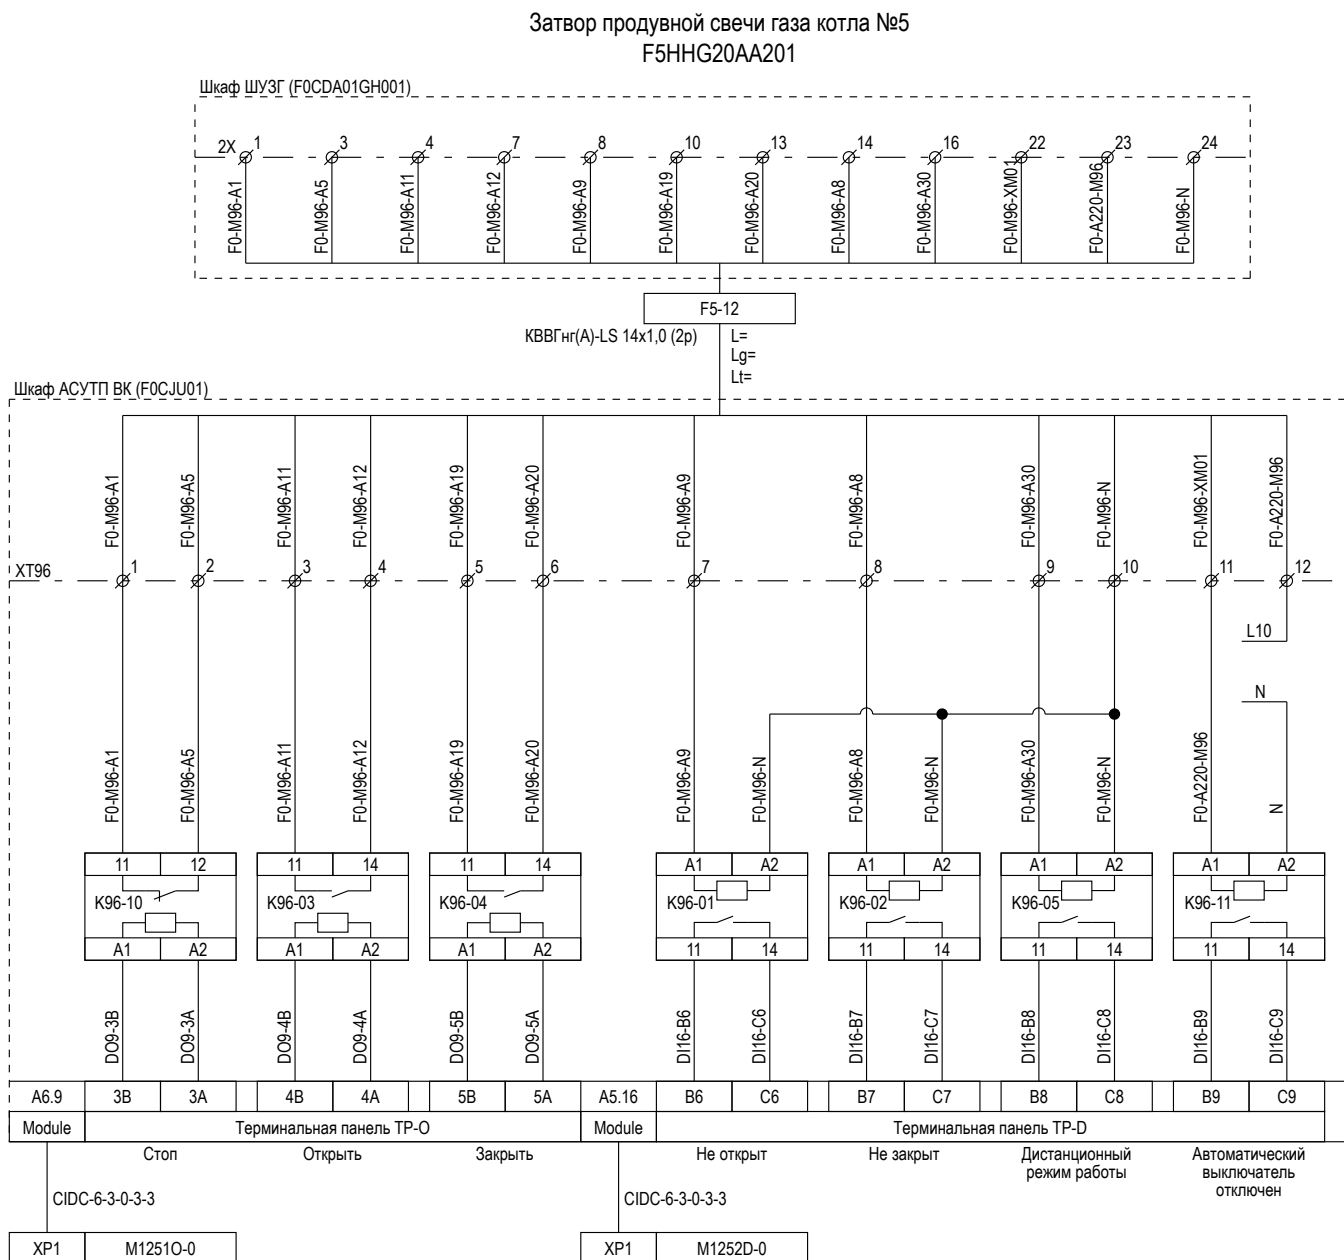 Затвор продувной свечи газа котла №5
F5HHG20AA201
Шкаф ШУЗГ (F0CDA01GH001)
2X 1 3 4 7 8 10 13 14 16 22 23 24
F0-M96-A1 F0-M96-A5 F0-M96-A11 F0-M96-A12 F0-M96-A9 F0-M96-A19 F0-M96-A20 F0-M96-A8 F0-M96-A30 F0-M96-XM01 F0-A220-M96 F0-M96-N
F5-12
КВВГнг(А)-LS 14x1,0 (2р) L=
Lg=
Lt=
Шкаф АСУТП ВК (F0CJU01)
F0-M96-A1 F0-M96-A5 F0-M96-A11 F0-M96-A12 F0-M96-A19 F0-M96-A20 F0-M96-A9 F0-M96-A8 F0-M96-A30 F0-M96-N F0-M96-XM01 F0-A220-M96
XT96 1 2 3 4 5 6 7 8 9 10 11 12
L10
N
F0-M96-A1 F0-M96-A5 F0-M96-A11 F0-M96-A12 F0-M96-A19 F0-M96-A20 F0-M96-A9 F0-M96-N F0-M96-A8 F0-M96-N F0-M96-A30 F0-M96-N F0-A220-M96 N
11 12 11 14 11 14 A1 A2 A1 A2 A1 A2 A1 A2
K96-10 K96-03 K96-04 K96-01 K96-02 K96-05 K96-11
A1 A2 A1 A2 A1 A2 11 14 11 14 11 14 11 14
DO9-3B DO9-3A DO9-4B DO9-4A DO9-5B DO9-5A DI16-B6 DI16-C6 DI16-B7 DI16-C7 DI16-B8 DI16-C8 DI16-B9 DI16-C9
A6.9 3B 3A 4B 4A 5B 5A A5.16 B6 C6 B7 C7 B8 C8 B9 C9
Module Терминальная панель TP-O Module Терминальная панель TP-D
Стоп Открыть Закрыть Не открыт Не закрыт Дистанционный Автоматический
режим работы выключатель
отключен
CIDC-6-3-0-3-3 CIDC-6-3-0-3-3
XP1 M1251O-0 XP1 M1252D-0